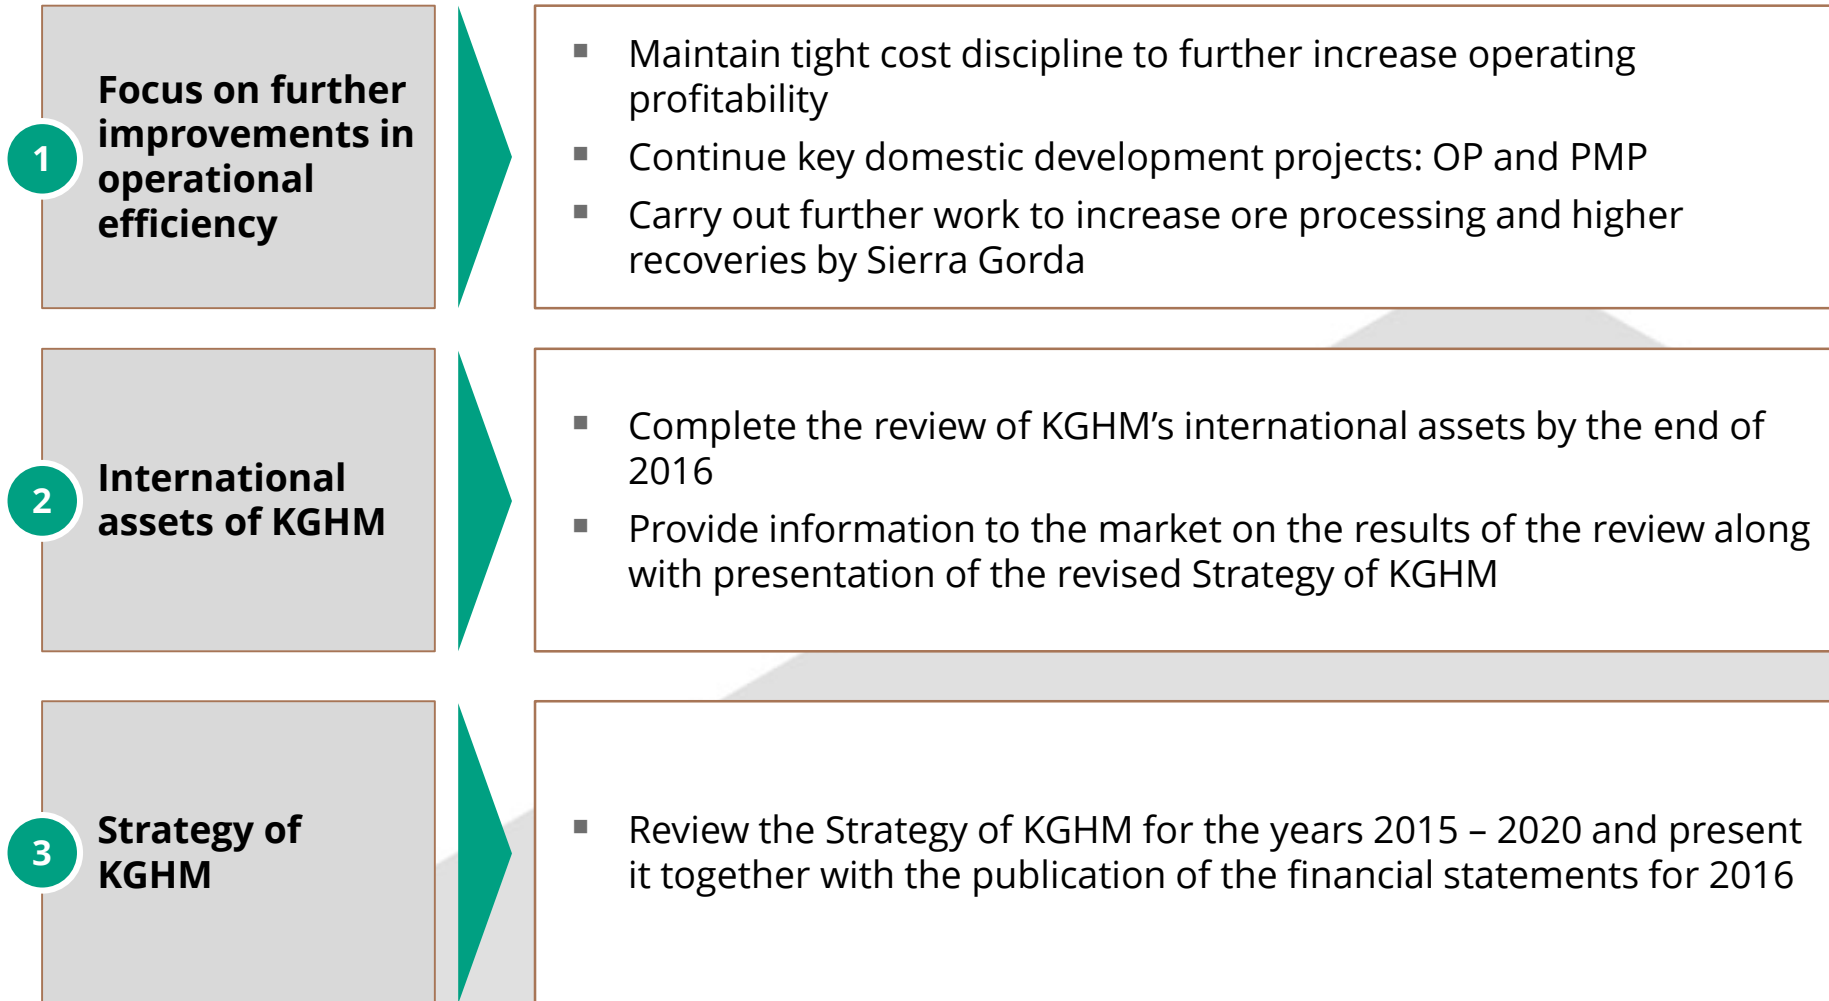 1
Focus on further
improvements in
operational
efficiency
▪ Maintain tight cost discipline to further increase operating
profitability
▪ Continue key domestic development projects: OP and PMP
▪ Carry out further work to increase ore processing and higher
recoveries by Sierra Gorda
2
International
assets of KGHM
▪ Complete the review of KGHM’s international assets by the end of
2016
▪ Provide information to the market on the results of the review along
with presentation of the revised Strategy of KGHM
3
Strategy of
KGHM
▪ Review the Strategy of KGHM for the years 2015 – 2020 and present
it together with the publication of the financial statements for 2016